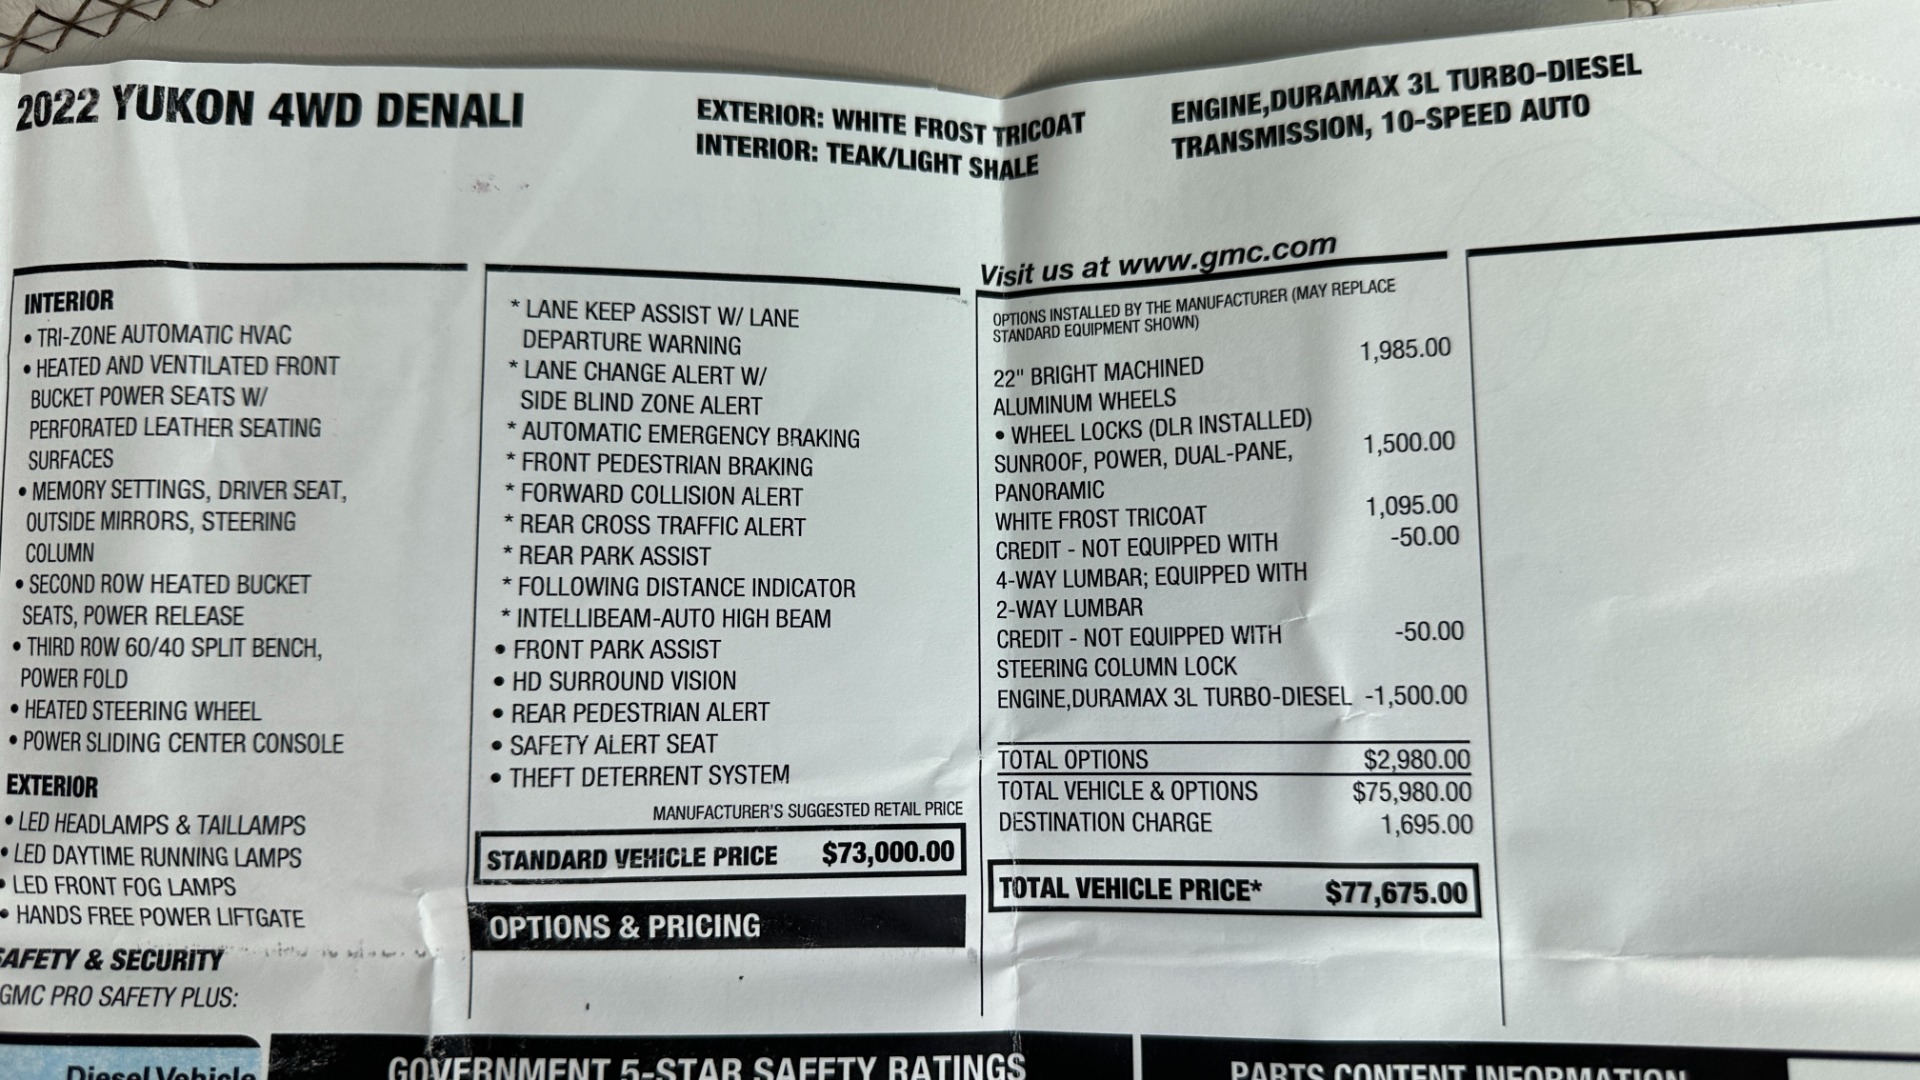 2022 YUKON 4WD DENALI
EXTERIOR: WHITE FROST TRICOAT
INTERIOR: TEAK/LIGHT SHALE
ENGINE,DURAMAX 3L TURBO-DIESEL
TRANSMISSION, 10-SPEED AUTO
INTERIOR
• TRI-ZONE AUTOMATIC HVAC
• HEATED AND VENTILATED FRONT
BUCKET POWER SEATS W/
PERFORATED LEATHER SEATING
SURFACES
• MEMORY SETTINGS, DRIVER SEAT,
OUTSIDE MIRRORS, STEERING
COLUMN
• SECOND ROW HEATED BUCKET
SEATS, POWER RELEASE
• THIRD ROW 60/40 SPLIT BENCH,
POWER FOLD
• HEATED STEERING WHEEL
• POWER SLIDING CENTER CONSOLE
EXTERIOR
• LED HEADLAMPS & TAILLAMPS
• LED DAYTIME RUNNING LAMPS
• LED FRONT FOG LAMPS
• HANDS FREE POWER LIFTGATE
SAFETY & SECURITY
GMC PRO SAFETY PLUS:
* LANE KEEP ASSIST W/ LANE
DEPARTURE WARNING
* LANE CHANGE ALERT W/
SIDE BLIND ZONE ALERT
* AUTOMATIC EMERGENCY BRAKING
* FRONT PEDESTRIAN BRAKING
* FORWARD COLLISION ALERT
* REAR CROSS TRAFFIC ALERT
* REAR PARK ASSIST
* FOLLOWING DISTANCE INDICATOR
* INTELLIBEAM-AUTO HIGH BEAM
• FRONT PARK ASSIST
• HD SURROUND VISION
• REAR PEDESTRIAN ALERT
• SAFETY ALERT SEAT
• THEFT DETERRENT SYSTEM
MANUFACTURER'S SUGGESTED RETAIL PRICE
STANDARD VEHICLE PRICE $73,000.00
OPTIONS & PRICING
Visit us at www.gmc.com
OPTIONS INSTALLED BY THE MANUFACTURER (MAY REPLACE
STANDARD EQUIPMENT SHOWN)
22" BRIGHT MACHINED 1,985.00
ALUMINUM WHEELS
• WHEEL LOCKS (DLR INSTALLED)
SUNROOF, POWER, DUAL-PANE, 1,500.00
PANORAMIC
WHITE FROST TRICOAT 1,095.00
CREDIT - NOT EQUIPPED WITH -50.00
4-WAY LUMBAR; EQUIPPED WITH
2-WAY LUMBAR
CREDIT - NOT EQUIPPED WITH -50.00
STEERING COLUMN LOCK
ENGINE,DURAMAX 3L TURBO-DIESEL -1,500.00
TOTAL OPTIONS $2,980.00
TOTAL VEHICLE & OPTIONS $75,980.00
DESTINATION CHARGE 1,695.00
TOTAL VEHICLE PRICE* $77,675.00
Diesel Vehicle
GOVERNMENT 5-STAR SAFETY RATINGS
PARTS CONTENT INFORMATION